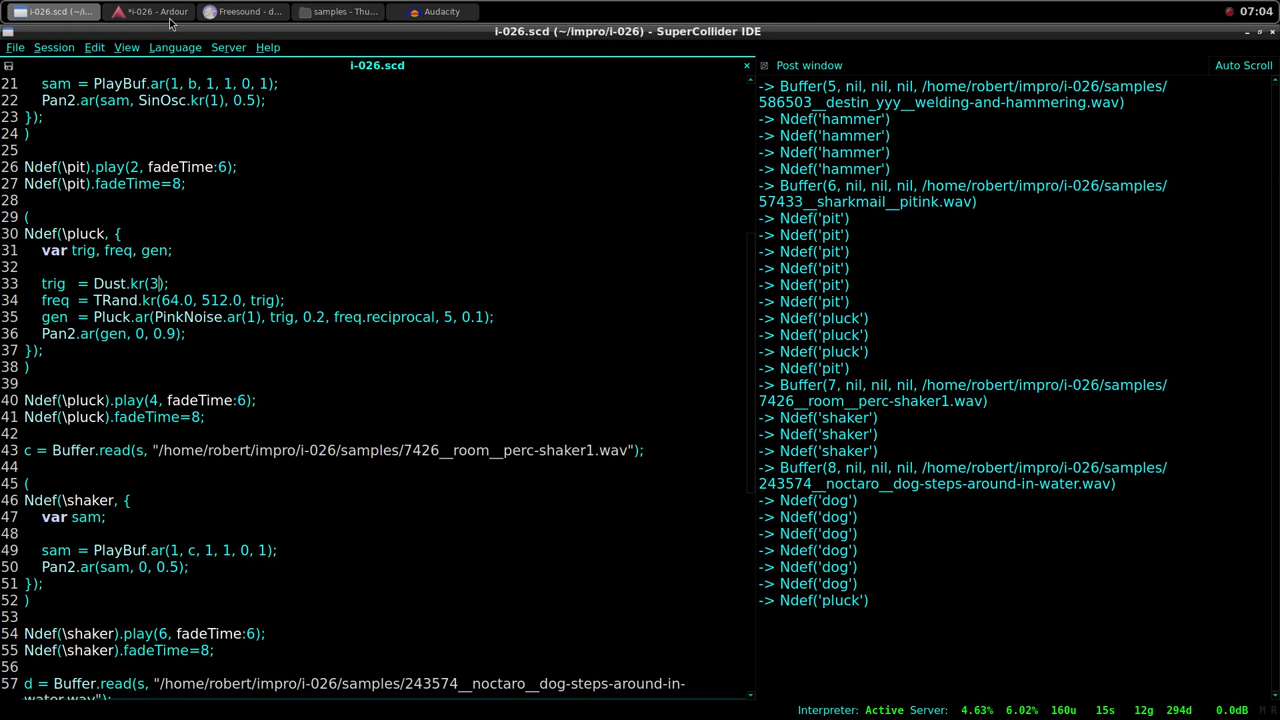 i-026.scd (~/i...
*i-026 - Ardour
Freesound - d...
samples - Thu...
Audacity
07:04
i-026.scd (~/impro/i-026) - SuperCollider IDE
File Session Edit View Language Server Help
i-026.scd
Post window
Auto Scroll
21 sam = PlayBuf.ar(1, b, 1, 1, 0, 1);
22 Pan2.ar(sam, SinOsc.kr(1), 0.5);
23 });
24 )
25
26 Ndef(\pit).play(2, fadeTime:6);
27 Ndef(\pit).fadeTime=8;
28
29 (
30 Ndef(\pluck, {
31 var trig, freq, gen;
32
33 trig = Dust.kr(3);
34 freq = TRand.kr(64.0, 512.0, trig);
35 gen = Pluck.ar(PinkNoise.ar(1), trig, 0.2, freq.reciprocal, 5, 0.1);
36 Pan2.ar(gen, 0, 0.9);
37 });
38 )
39
40 Ndef(\pluck).play(4, fadeTime:6);
41 Ndef(\pluck).fadeTime=8;
42
43 c = Buffer.read(s, "/home/robert/impro/i-026/samples/7426__room__perc-shaker1.wav");
44
45 (
46 Ndef(\shaker, {
47 var sam;
48
49 sam = PlayBuf.ar(1, c, 1, 1, 0, 1);
50 Pan2.ar(sam, 0, 0.5);
51 });
52 )
53
54 Ndef(\shaker).play(6, fadeTime:6);
55 Ndef(\shaker).fadeTime=8;
56
57 d = Buffer.read(s, "/home/robert/impro/i-026/samples/243574__noctaro__dog-steps-around-in-
water.wav");
-> Buffer(5, nil, nil, nil, /home/robert/impro/i-026/samples/
586503__destin_yyy__welding-and-hammering.wav)
-> Ndef('hammer')
-> Ndef('hammer')
-> Ndef('hammer')
-> Ndef('hammer')
-> Buffer(6, nil, nil, nil, /home/robert/impro/i-026/samples/
57433__sharkmail__pitink.wav)
-> Ndef('pit')
-> Ndef('pit')
-> Ndef('pit')
-> Ndef('pit')
-> Ndef('pit')
-> Ndef('pit')
-> Ndef('pluck')
-> Ndef('pluck')
-> Ndef('pluck')
-> Ndef('pit')
-> Buffer(7, nil, nil, nil, /home/robert/impro/i-026/samples/
7426__room__perc-shaker1.wav)
-> Ndef('shaker')
-> Ndef('shaker')
-> Ndef('shaker')
-> Buffer(8, nil, nil, nil, /home/robert/impro/i-026/samples/
243574__noctaro__dog-steps-around-in-water.wav)
-> Ndef('dog')
-> Ndef('dog')
-> Ndef('dog')
-> Ndef('dog')
-> Ndef('dog')
-> Ndef('dog')
-> Ndef('pluck')
Interpreter: Active Server: 4.63% 6.02% 160u 15s 12g 294d 0.0dB M R